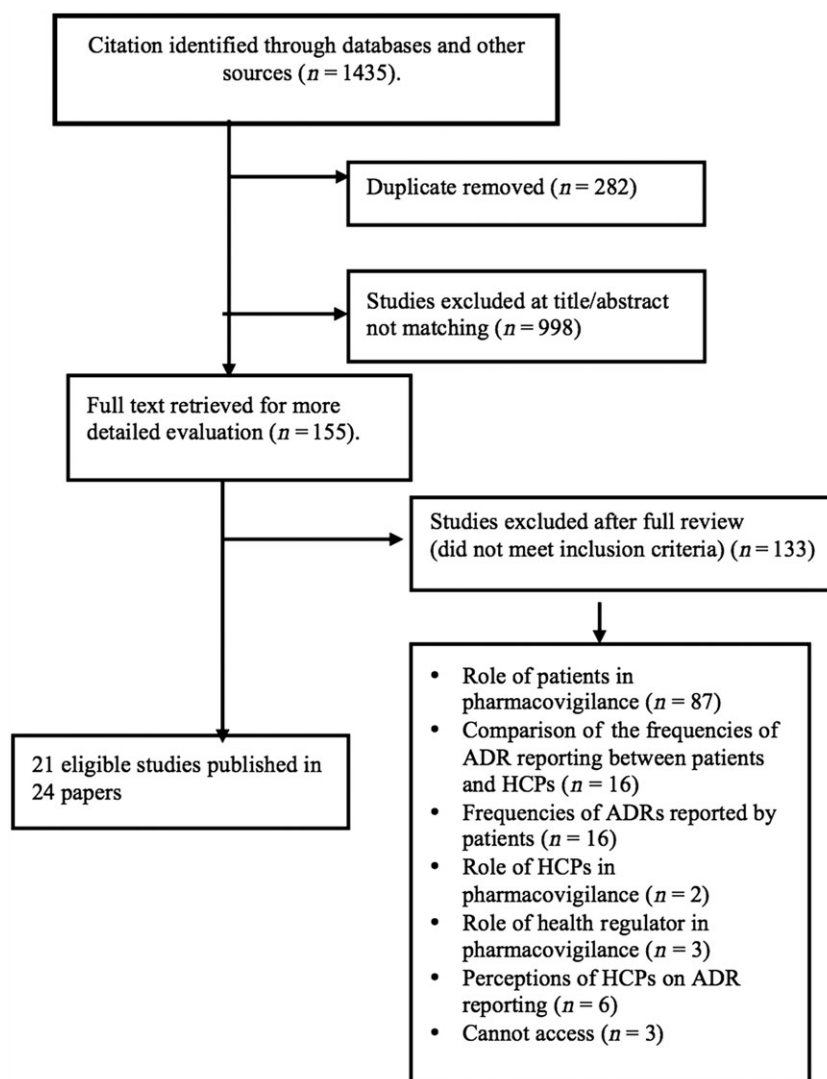 Citation identified through databases and other
sources (n = 1435).
Duplicate removed (n = 282)
Studies excluded at title/abstract
not matching (n = 998)
Full text retrieved for more
detailed evaluation (n = 155).
Studies excluded after full review
(did not meet inclusion criteria) (n = 133)
• Role of patients in
pharmacovigilance (n = 87)
• Comparison of the frequencies of
ADR reporting between patients
and HCPs (n = 16)
• Frequencies of ADRs reported by
patients (n = 16)
• Role of HCPs in
pharmacovigilance (n = 2)
• Role of health regulator in
pharmacovigilance (n = 3)
• Perceptions of HCPs on ADR
reporting (n = 6)
• Cannot access (n = 3)
21 eligible studies published in
24 papers